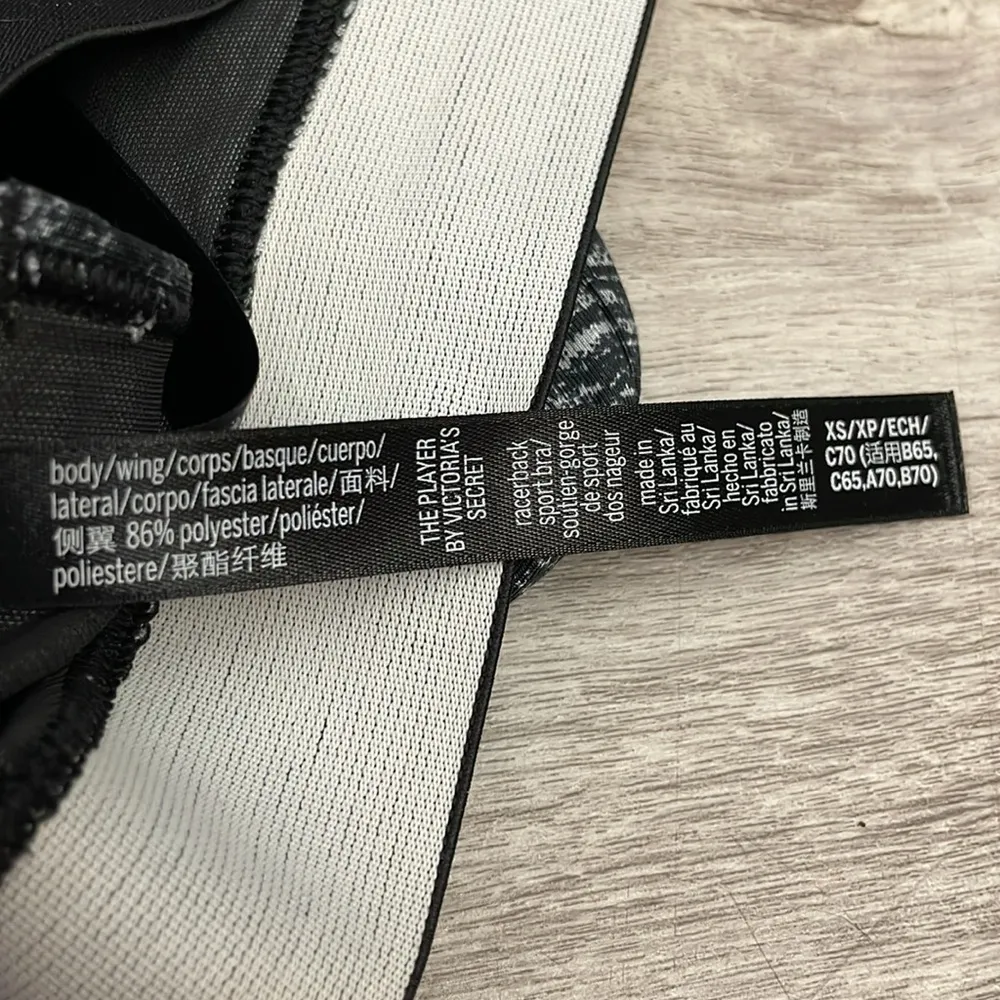 body/wing/corps/basque/cuerpo/
lateral/corpo/fascia laterale/面料/
侧翼 86% polyester/poliéster/
poliestere/聚酯纤维
THE PLAYER
BY VICTORIA'S
SECRET
racerback
sport bra/
soutien-gorge
de sport
dos nageur
made in
Sri Lanka/
fabriqué au
Sri Lanka/
hecho en
Sri Lanka/
fabricato
in Sri Lanka/
斯里兰卡制造
XS/XP/ECH/
C70 (适用B65,
C65,A70,B70)